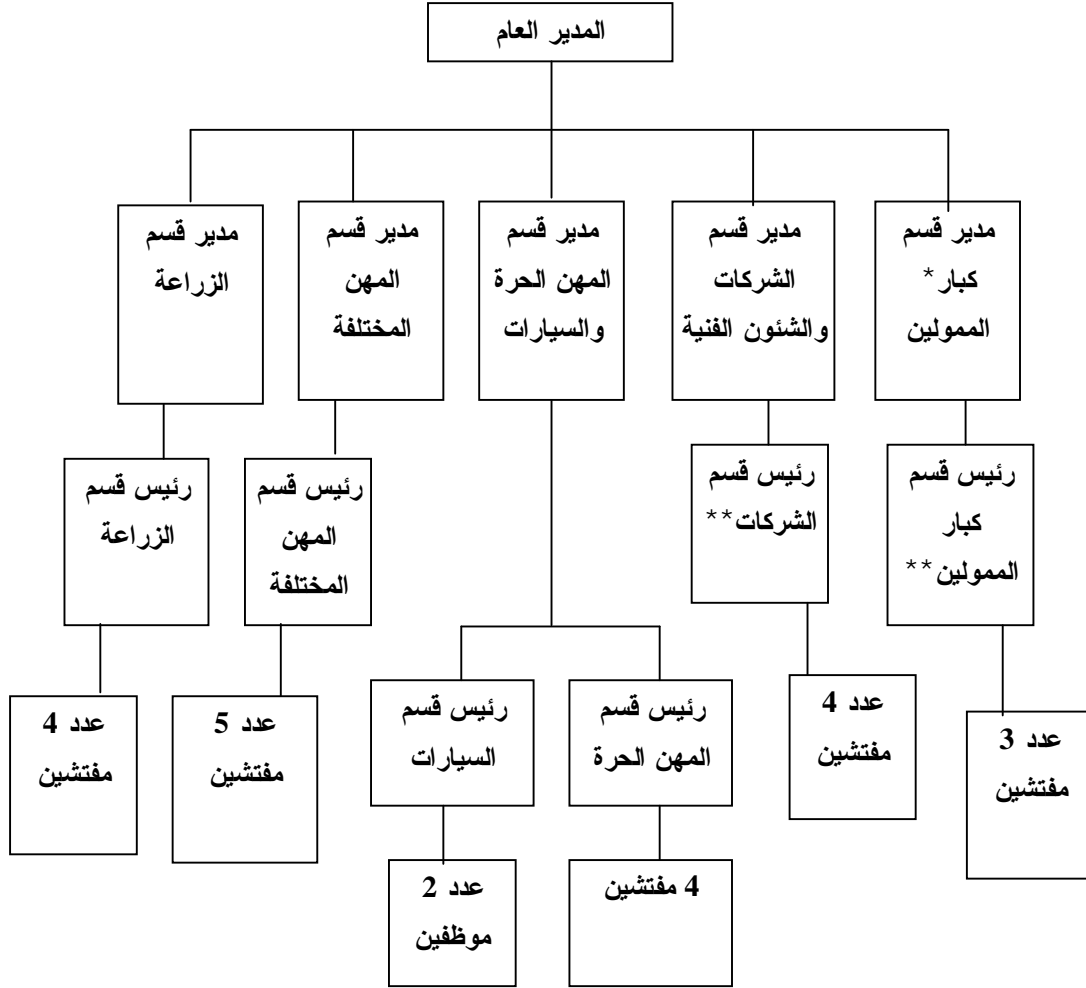 المدير العام
مدير قسم
كبار*
الممولين
مدير قسم
الشركات
والشئون الفنية
مدير قسم
المهن الحرة
والسيارات
مدير قسم
المهن
المختلفة
مدير قسم
الزراعة
رئيس قسم
كبار
الممولين**
رئيس قسم
الشركات**
رئيس قسم
المهن
المختلفة
رئيس قسم
الزراعة
رئيس قسم
المهن الحرة
رئيس قسم
السيارات
عدد 3
مفتشين
عدد 4
مفتشين
عدد 5
مفتشين
عدد 4
مفتشين
4 مفتشين
عدد 2
موظفين